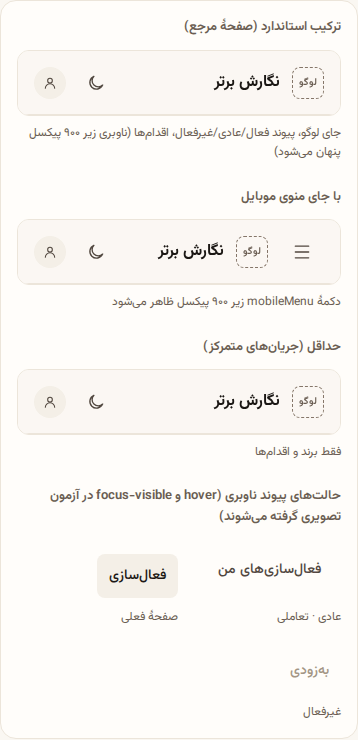 ترکیب استاندارد (صفحهٔ مرجع)
لوگو نگارش برتر
جای لوگو، پیوند فعال/عادی/غیرفعال، اقدام‌ها (ناوبری زیر ۹۰۰ پیکسل
پنهان می‌شود)
با جای منوی موبایل
لوگو نگارش برتر
دکمهٔ mobileMenu زیر ۹۰۰ پیکسل ظاهر می‌شود
حداقل (جریان‌های متمرکز)
لوگو نگارش برتر
فقط برند و اقدام‌ها
حالت‌های پیوند ناوبری (hover و focus-visible در آزمون
تصویری گرفته می‌شوند)
فعال‌سازی‌های من فعال‌سازی
عادی · تعاملی صفحهٔ فعلی
به‌زودی
غیرفعال